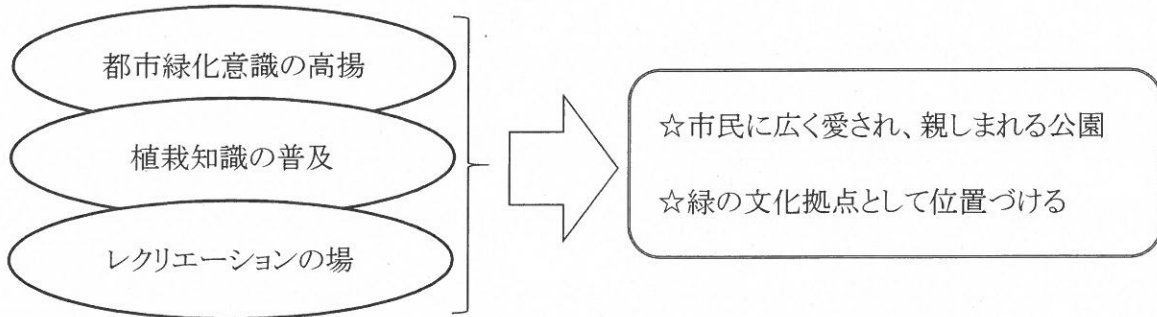 都市緑化意識の高揚
植栽知識の普及
レクリエーションの場
☆市民に広く愛され、親しまれる公園
☆緑の文化拠点として位置づける